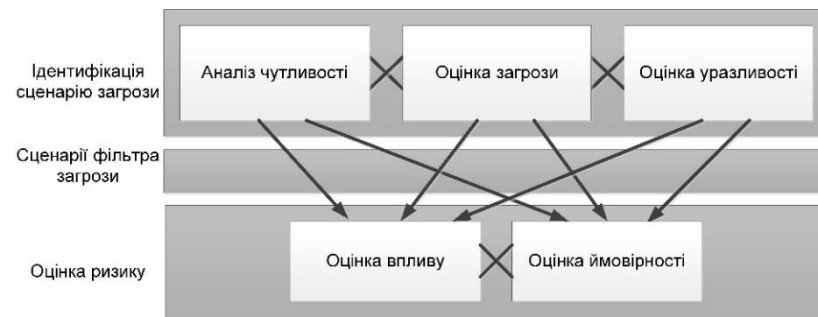 Ідентифікація
сценарію загрози
Аналіз чутливості
Оцінка загрози
Оцінка уразливості
Сценарії фільтра
загрози
Оцінка ризику
Оцінка впливу
Оцінка ймовірності